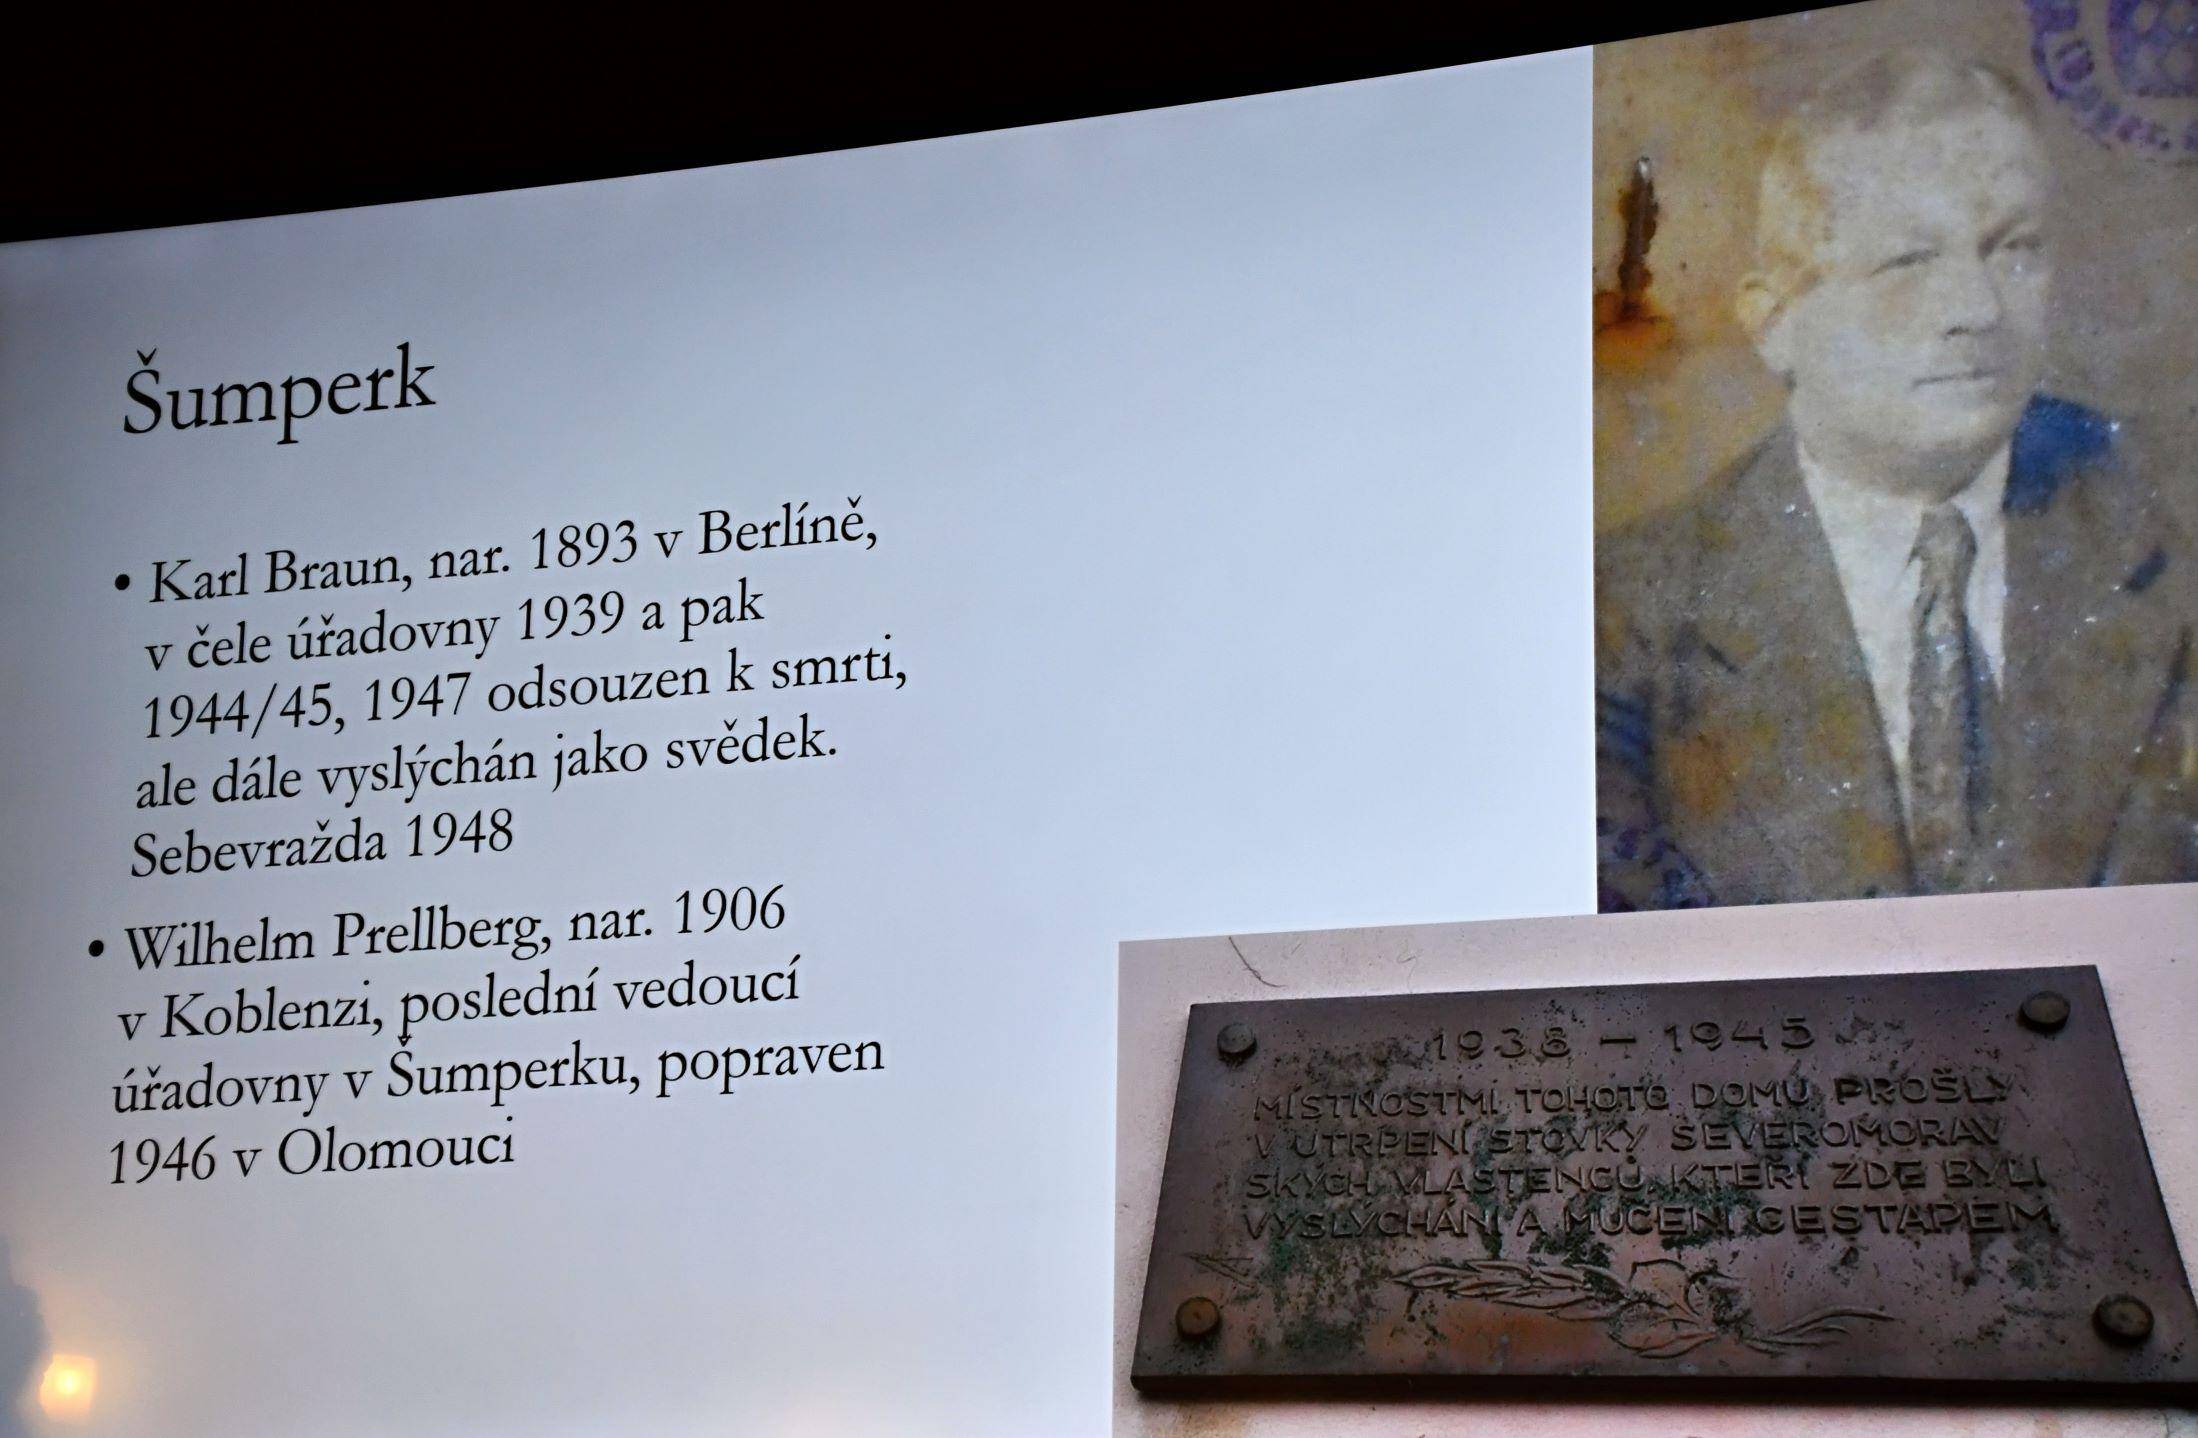 Šumperk
• Karl Braun, nar. 1893 v Berlíně,
v čele úřadovny 1939 a pak
1944/45, 1947 odsouzen k smrti,
ale dále vyslýchán jako svědek.
Sebevražda 1948
• Wilhelm Prellberg, nar. 1906
v Koblenzi, poslední vedoucí
úřadovny v Šumperku, popraven
1946 v Olomouci
1938 – 1945
MÍSTNOSTMI TOHOTO DOMU PROŠLY
V UTRPENÍ STOVKY SEVEROMORAV
SKÝCH VLASTENCŮ, KTEŘÍ ZDE BYLI
VYSLÝCHÁNI A MUČENI GESTAPEM